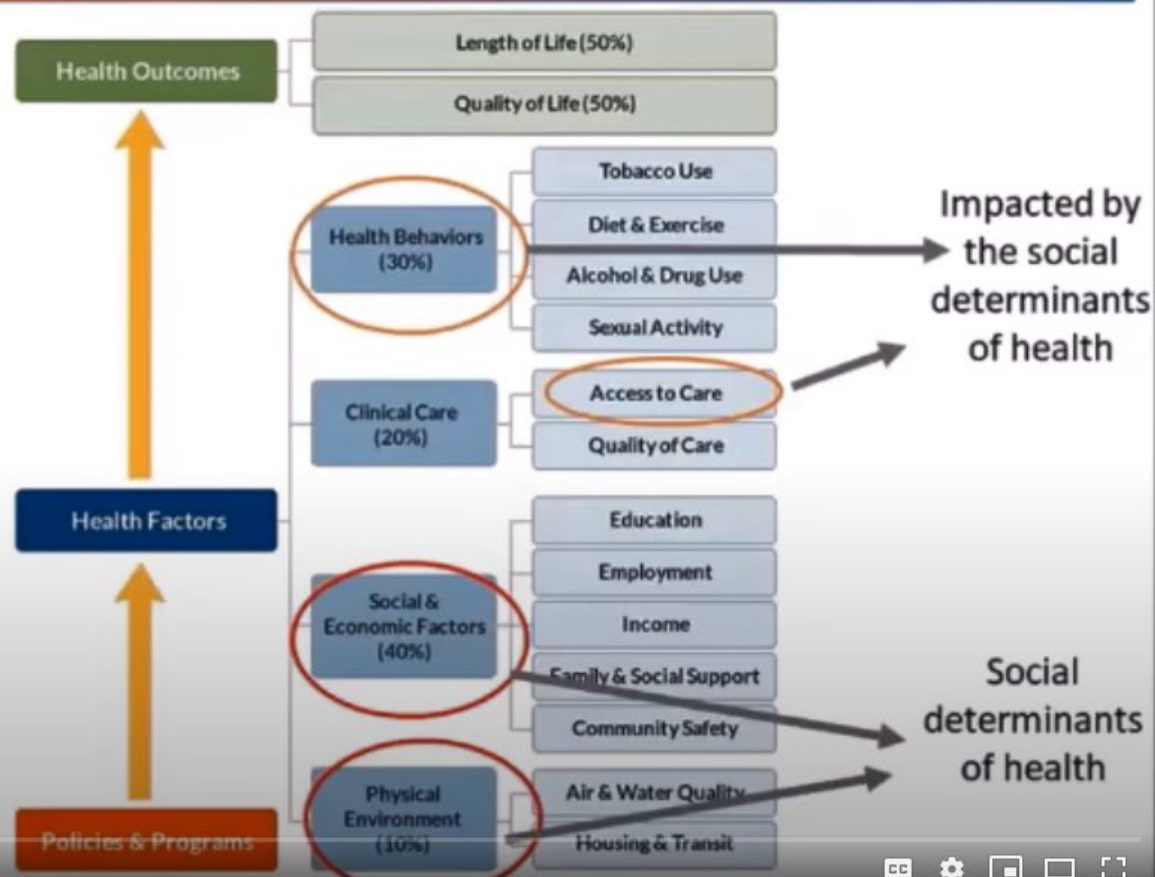 Health Outcomes
Length of Life (50%)
Quality of Life (50%)
Health Behaviors
(30%)
Tobacco Use
Diet & Exercise
Alcohol & Drug Use
Sexual Activity
Impacted by
the social
determinants
of health
Clinical Care
(20%)
Access to Care
Quality of Care
Health Factors
Social &
Economic Factors
(40%)
Education
Employment
Income
Family & Social Support
Community Safety
Social
determinants
of health
Policies & Programs
Physical
Environment
(10%)
Air & Water Quality
Housing & Transit
CC